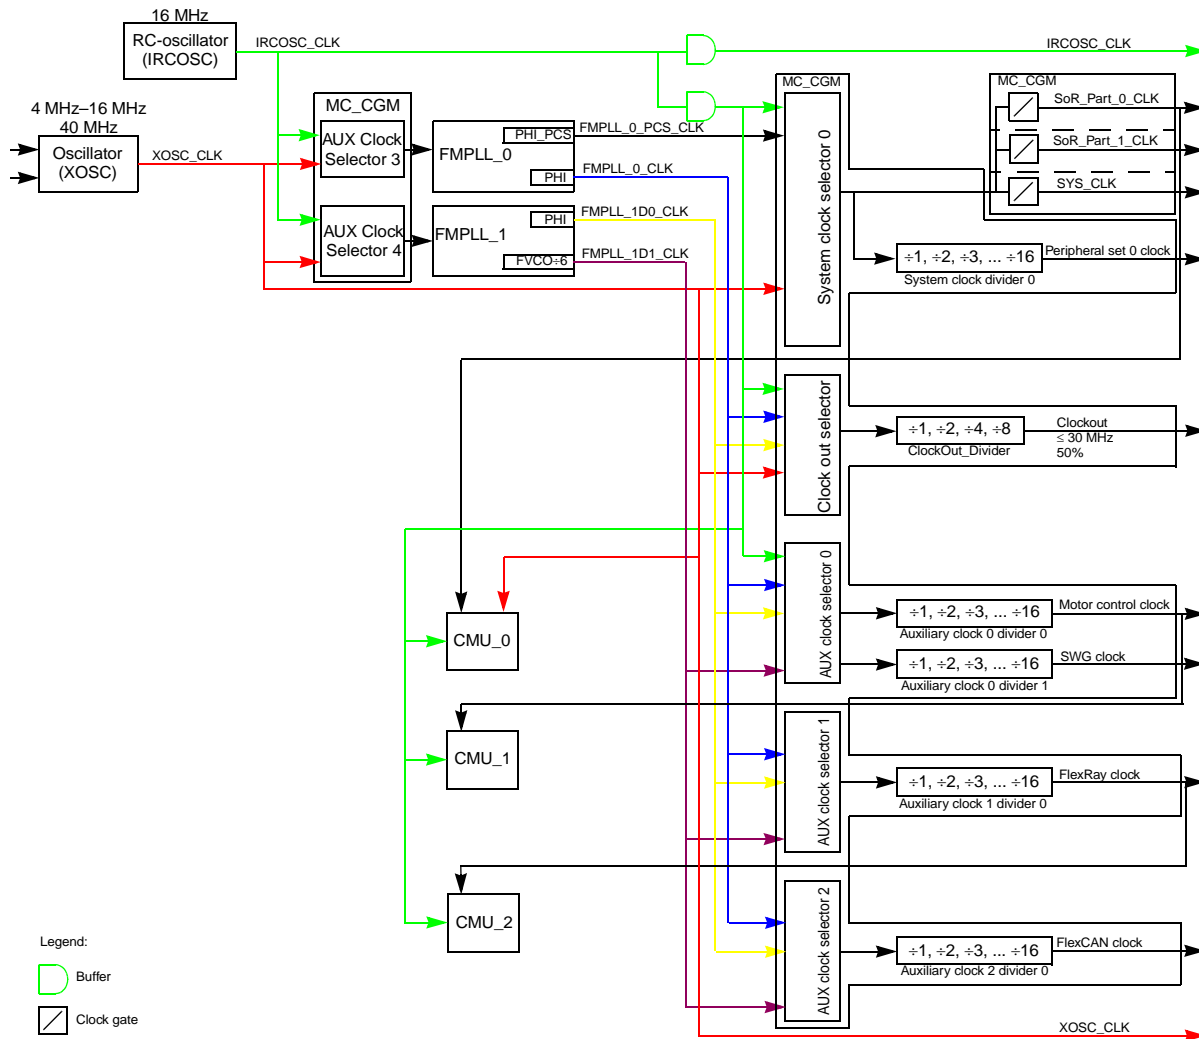 16 MHz
RC-oscillator
(IRCOSC)
IRCOSC_CLK
IRCOSC_CLK
4 MHz–16 MHz
40 MHz
Oscillator
(XOSC)
XOSC_CLK
MC_CGM
AUX Clock
Selector 3
AUX Clock
Selector 4
FMPLL_0
PHI_PCS
PHI
FMPLL_1
PHI
FVCO÷6
FMPLL_0_PCS_CLK
FMPLL_0_CLK
FMPLL_1D0_CLK
FMPLL_1D1_CLK
MC_CGM
System clock selector 0
MC_CGM
SoR_Part_0_CLK
SoR_Part_1_CLK
SYS_CLK
÷1, ÷2, ÷3, ... ÷16
System clock divider 0
Peripheral set 0 clock
Clock out selector
÷1, ÷2, ÷4, ÷8
ClockOut_Divider
Clockout
≤ 30 MHz
50%
AUX clock selector 0
÷1, ÷2, ÷3, ... ÷16
Auxiliary clock 0 divider 0
Motor control clock
÷1, ÷2, ÷3, ... ÷16
Auxiliary clock 0 divider 1
SWG clock
CMU_0
CMU_1
AUX clock selector 1
÷1, ÷2, ÷3, ... ÷16
Auxiliary clock 1 divider 0
FlexRay clock
CMU_2
AUX clock selector 2
÷1, ÷2, ÷3, ... ÷16
Auxiliary clock 2 divider 0
FlexCAN clock
XOSC_CLK
Legend:
Buffer
Clock gate